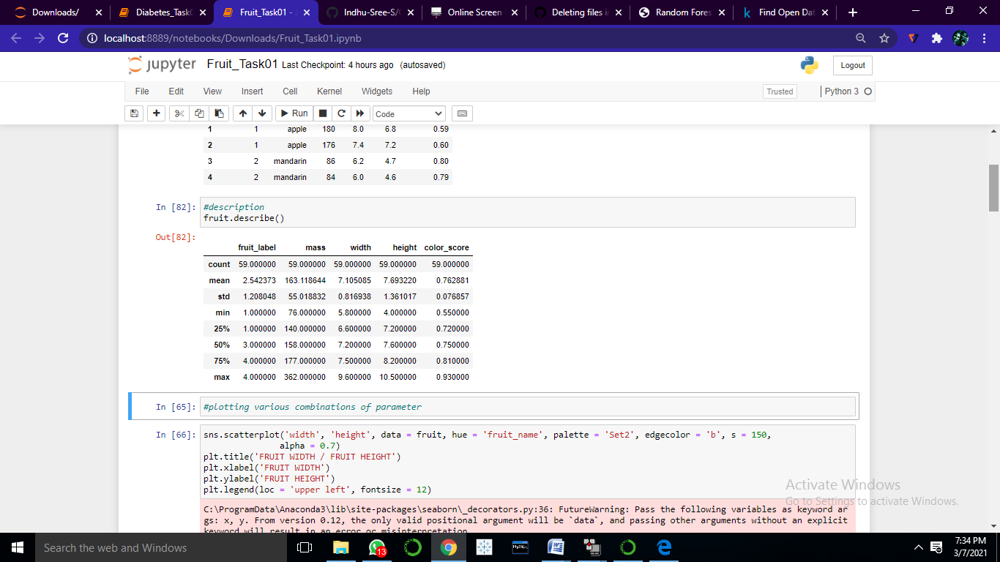 Downloads/ Diabetes_Task Fruit_Task01 - Indhu-Sree-S/ Online Screen Deleting files Random Fores Find Open Dat
localhost:8889/notebooks/Downloads/Fruit_Task01.ipynb
jupyter Fruit_Task01 Last Checkpoint: 4 hours ago (autosaved) Logout
File Edit View Insert Cell Kernel Widgets Help Trusted Python 3
Run Code
1 1 apple 180 8.0 6.8 0.59
2 1 apple 176 7.4 7.2 0.60
3 2 mandarin 86 6.2 4.7 0.80
4 2 mandarin 84 6.0 4.6 0.79
In [82]: #description
fruit.describe()
Out[82]:
fruit_label mass width height color_score
count 59.000000 59.000000 59.000000 59.000000 59.000000
mean 2.542373 163.118644 7.105085 7.693220 0.762881
std 1.208048 55.018832 0.816938 1.361017 0.076857
min 1.000000 76.000000 5.800000 4.000000 0.550000
25% 1.000000 140.000000 6.600000 7.200000 0.720000
50% 3.000000 158.000000 7.200000 7.600000 0.750000
75% 4.000000 177.000000 7.500000 8.200000 0.810000
max 4.000000 362.000000 9.600000 10.500000 0.930000
In [65]: #plotting various combinations of parameter
In [66]: sns.scatterplot('width', 'height', data = fruit, hue = 'fruit_name', palette = 'Set2', edgecolor = 'b', s = 150,
alpha = 0.7)
plt.title('FRUIT WIDTH / FRUIT HEIGHT')
plt.xlabel('FRUIT WIDTH')
plt.ylabel('FRUIT HEIGHT')
plt.legend(loc = 'upper left', fontsize = 12)
Activate Windows
Go to Settings to activate Windows.
C:\ProgramData\Anaconda3\lib\site-packages\seaborn\_decorators.py:36: FutureWarning: Pass the following variables as keyword ar
gs: x, y. From version 0.12, the only valid positional argument will be `data`, and passing other arguments without an explicit
keyword will result in an error or misinterpretation.
Search the web and Windows
13
MySQL
7:34 PM
3/7/2021